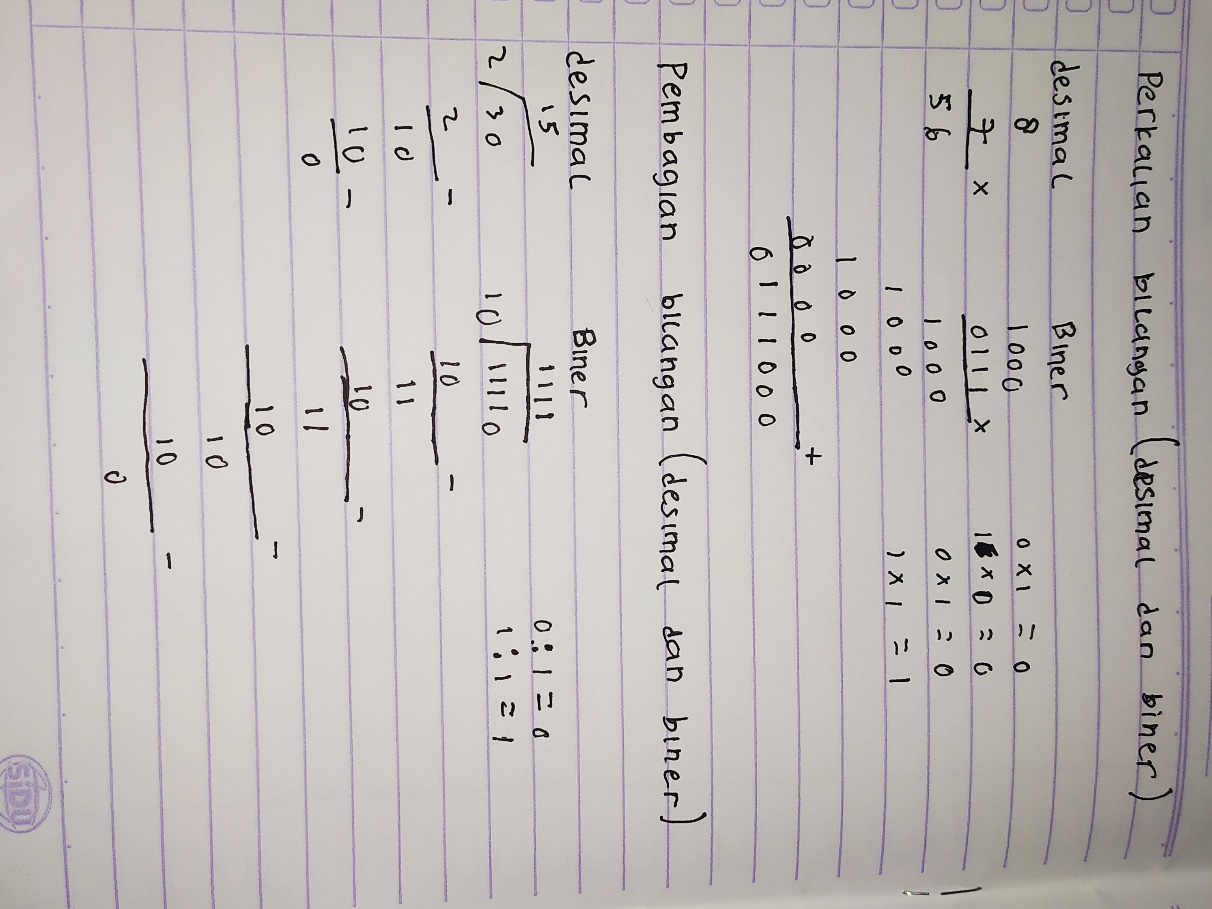 Perkalian bilangan (desimal dan biner)
desimal Biner
8 1000 0 x 1 = 0
7 x 0111 x 1 x 0 = 0
56 1000 0 x 1 = 0
1000 1 x 1 = 1
1000
0000 +
0111000
Pembagian bilangan (desimal dan biner)
desimal Biner
15 1111 0 : 1 = 0
2/30 10/11110 1 : 1 = 1
2 - 10 -
10 11
10 - 10 -
0 11
10 -
10
10 -
0
SIDU